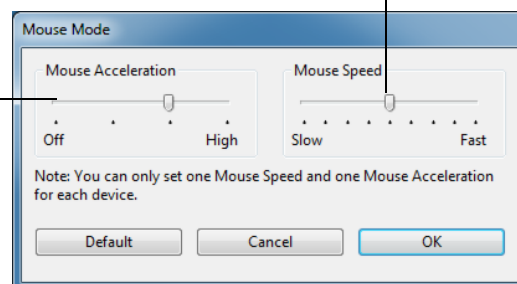 Mouse Mode
Mouse Acceleration
Mouse Speed
Off High
Slow Fast
Note: You can only set one Mouse Speed and one Mouse Acceleration
for each device.
Default Cancel OK